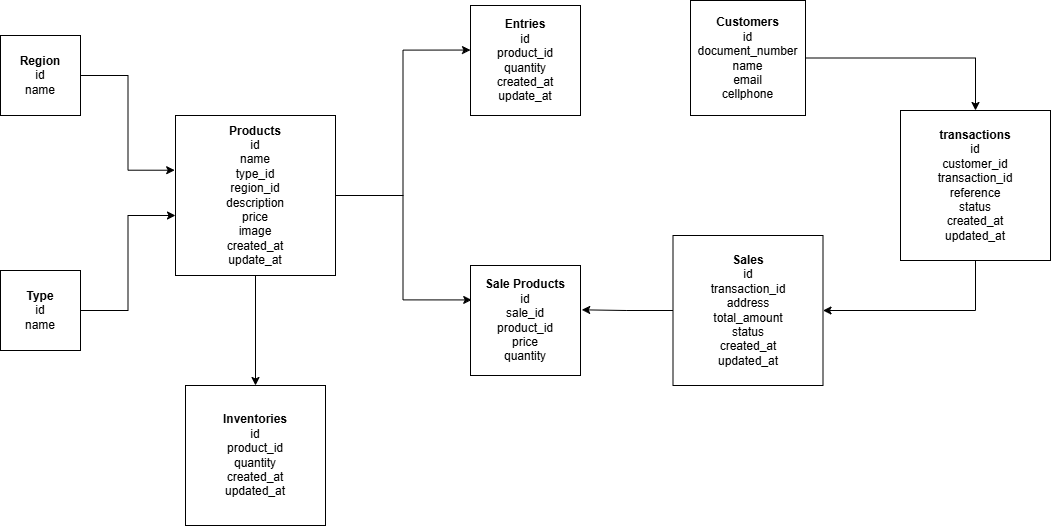 Region
id
name
Type
id
name
Products
id
name
type_id
region_id
description
price
image
created_at
update_at
Inventories
id
product_id
quantity
created_at
updated_at
Entries
id
product_id
quantity
created_at
update_at
Sale Products
id
sale_id
product_id
price
quantity
Customers
id
document_number
name
email
cellphone
Sales
id
transaction_id
address
total_amount
status
created_at
updated_at
transactions
id
customer_id
transaction_id
reference
status
created_at
updated_at